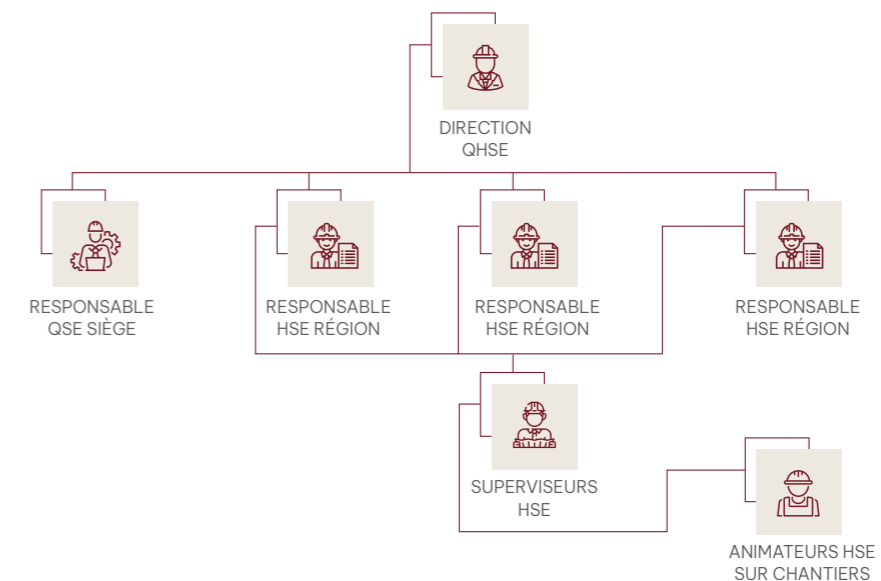 DIRECTION
QHSE
RESPONSABLE
QSE SIÈGE
RESPONSABLE
HSE RÉGION
RESPONSABLE
HSE RÉGION
RESPONSABLE
HSE RÉGION
SUPERVISEURS
HSE
ANIMATEURS HSE
SUR CHANTIERS